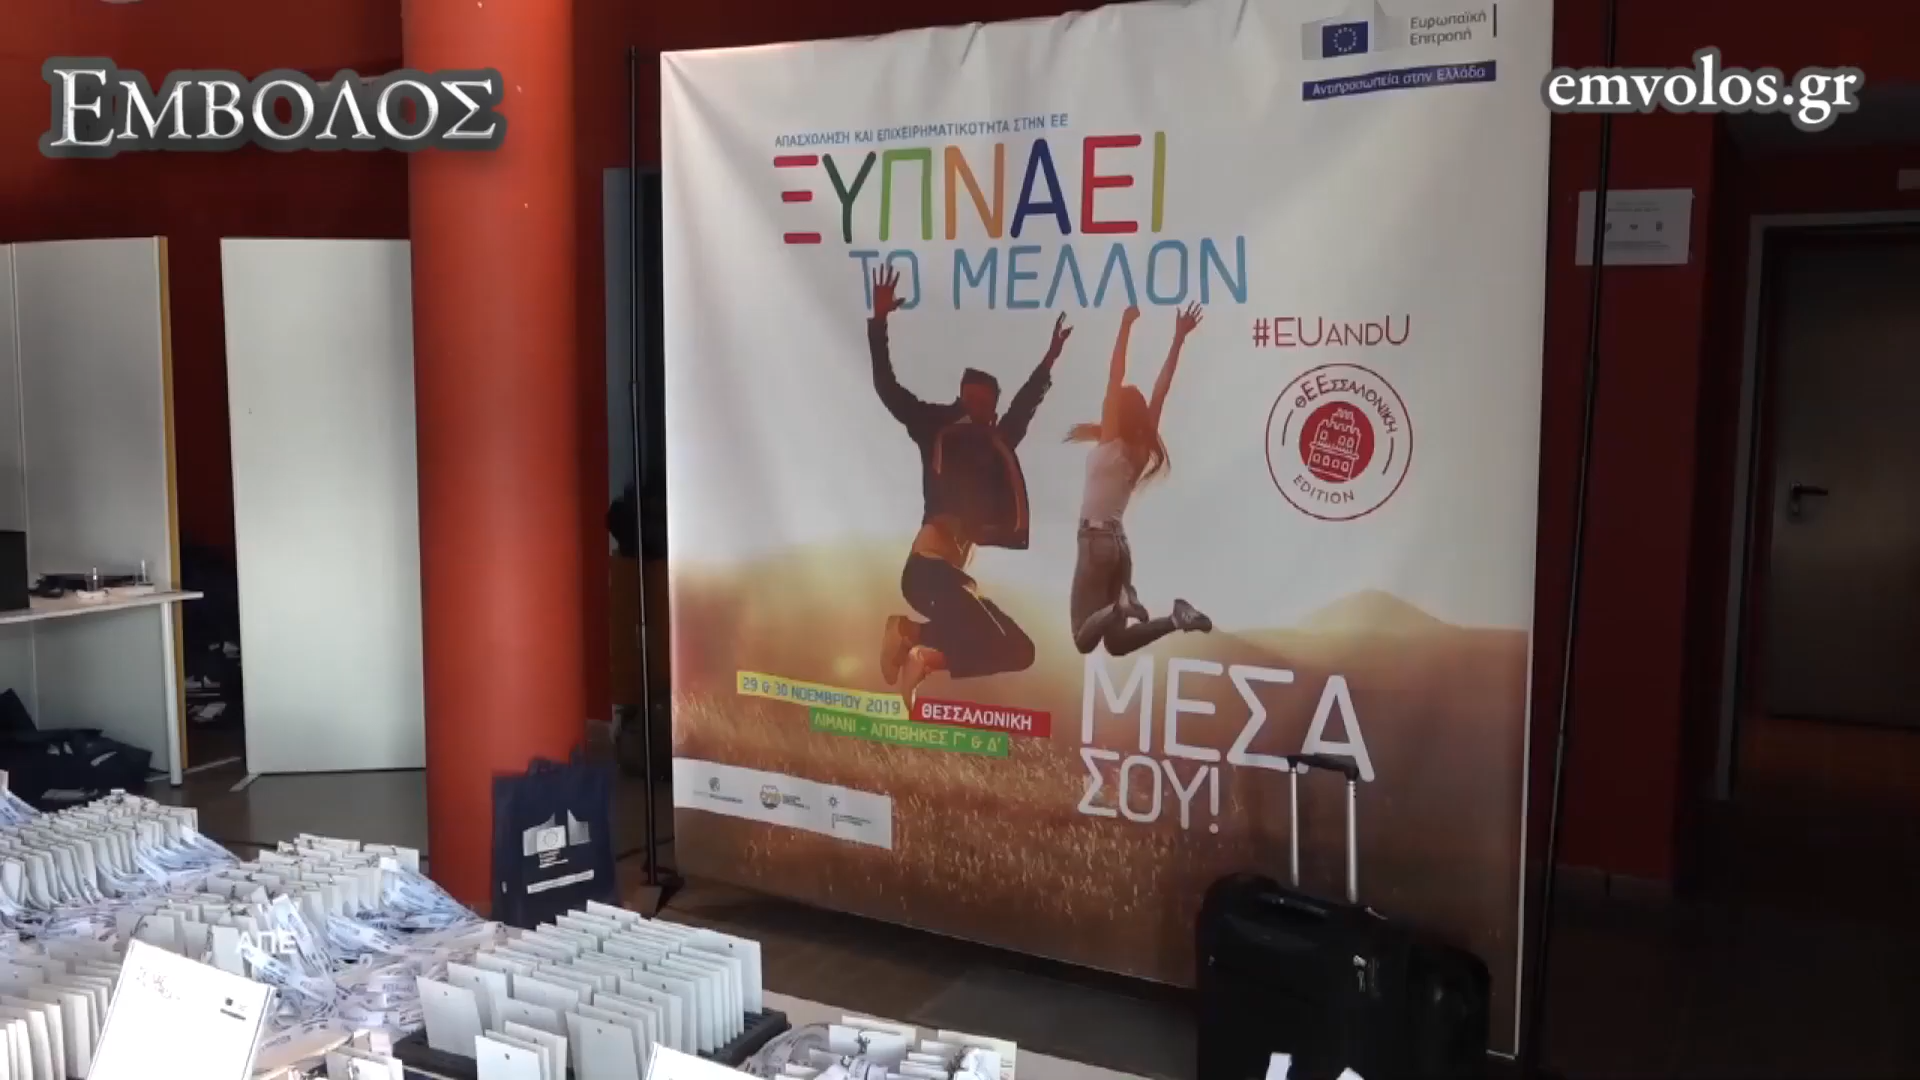 ΕΜΒΟΛΟΣ
emvolos.gr
Ευρωπαϊκή
Επιτροπή
Αντιπροσωπεία στην Ελλάδα
ΑΠΑΣΧΟΛΗΣΗ ΚΑΙ ΕΠΙΧΕΙΡΗΜΑΤΙΚΟΤΗΤΑ ΣΤΗΝ ΕΕ
ΞΥΠΝΑΕΙ
ΤΟ ΜΕΛΛΟΝ
#EUANDU
ΘΕΕΣΣΑΛΟΝΙΚΗ
EDITION
29 & 30 ΝΟΕΜΒΡΙΟΥ 2019
ΘΕΣΣΑΛΟΝΙΚΗ
ΛΙΜΑΝΙ - ΑΠΟΘΗΚΕΣ Γ' & Δ'
ΜΕΣΑ
ΣΟΥ!
ΑΠΕ